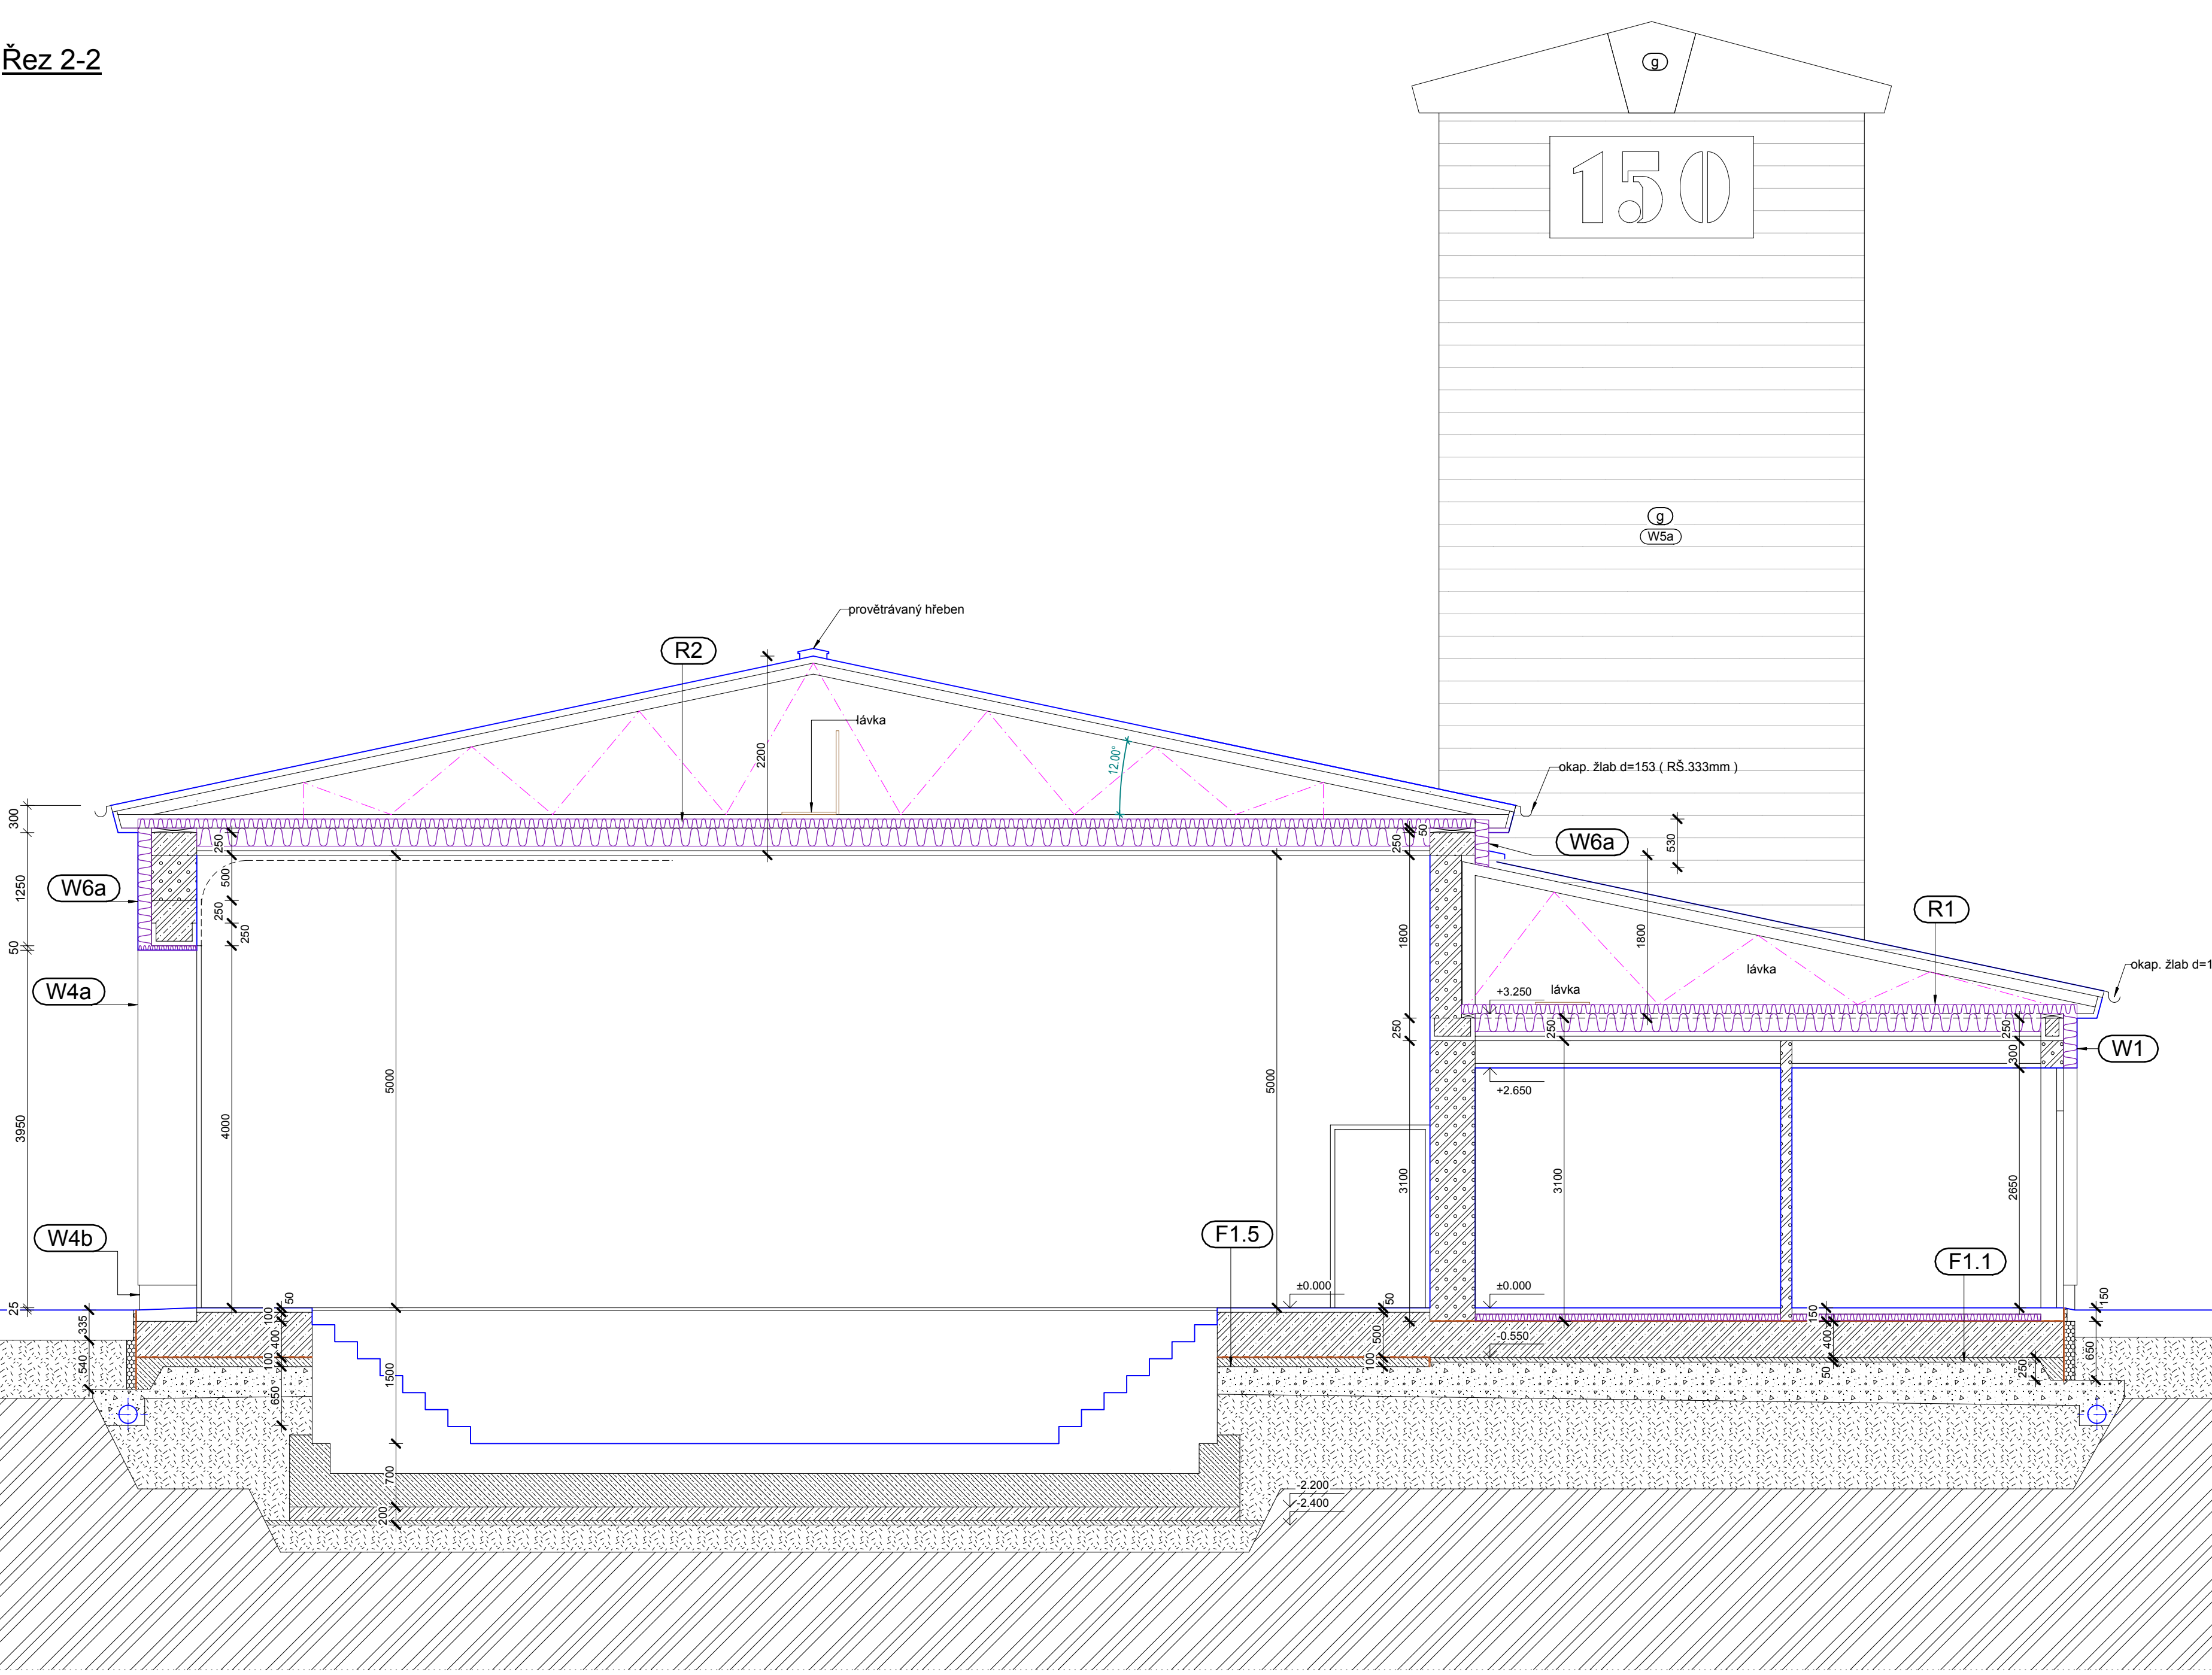 Řez 2-2
g
150
g
W5a
provětrávaný hřeben
R2
lávka
2200
12.00°
okap. žlab d=153 ( RŠ.333mm )
300
250
50
250
530
W6a
W6a
1250
500
250
250
50
1800
1800
R1
lávka
okap. žlab d=1
W4a
lávka
+3.250
250
250
250
300
W1
3950
5000
5000
4000
+2.650
3100
3100
2650
W4b
F1.5
F1.1
±0.000
±0.000
50
50
25
100
150
150
335
400
500
-0.550
400
540
100
100
50
250
650
650
1500
700
200
-2.200
-2.400